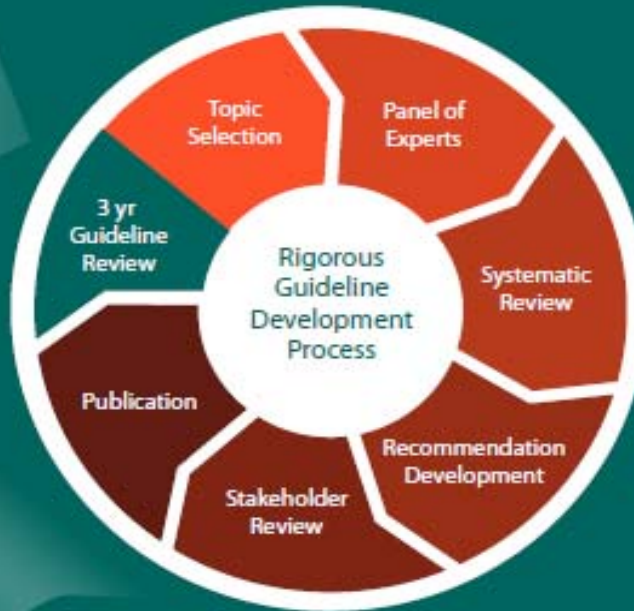 Topic
Selection
Panel of
Experts
Systematic
Review
Recommendation
Development
Stakeholder
Review
Publication
3 yr
Guideline
Review
Rigorous
Guideline
Development
Process